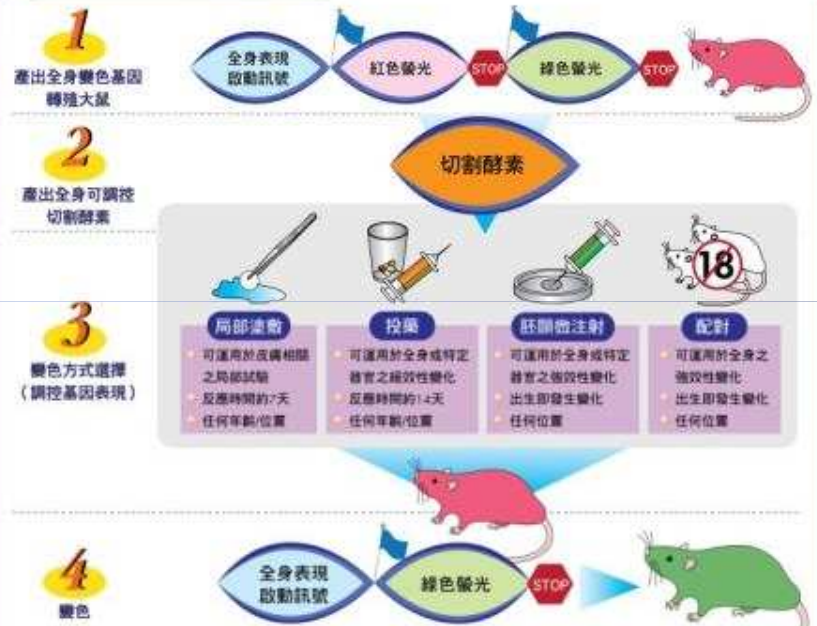 1
產出全身變色基因
轉殖大鼠
全身表現
啟動訊號
紅色螢光
STOP
綠色螢光
STOP
2
產出全身可調控
切割酵素
切割酵素
3
變色方式選擇
(調控基因表現)
局部塗敷
可運用於皮膚相關
之局部試驗
反應時間約7天
任何年齡/位置
投藥
可運用於全身或特定
器官之緩效性變化
反應時間約14天
任何年齡/位置
胚顯微注射
可運用於全身或特定
器官之強效性變化
出生即發生變化
任何位置
18
配對
可運用於全身之
強效性變化
出生即發生變化
任何位置
4
變色
全身表現
啟動訊號
綠色螢光
STOP